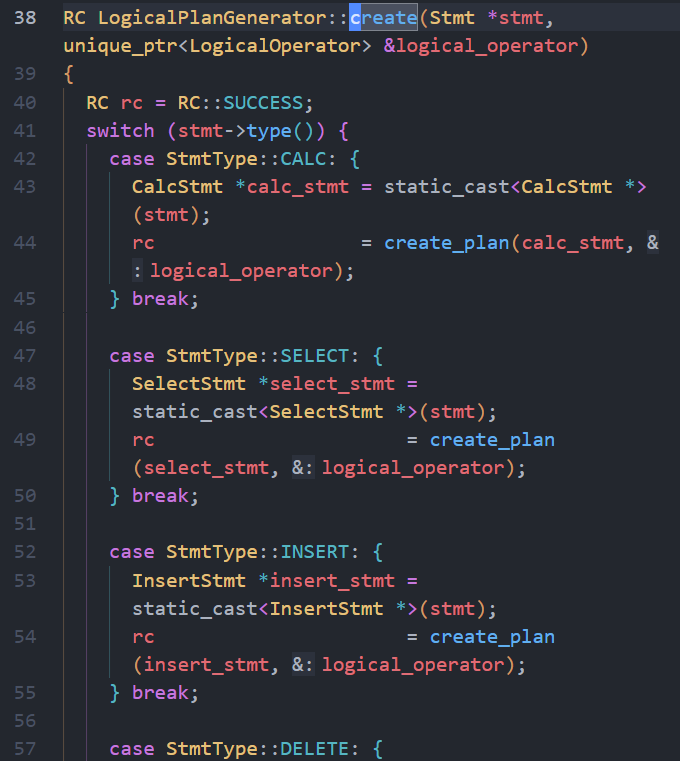 38 RC LogicalPlanGenerator::create(Stmt *stmt,
unique_ptr<LogicalOperator> &logical_operator)
39 {
40 RC rc = RC::SUCCESS;
41 switch (stmt->type()) {
42 case StmtType::CALC: {
43 CalcStmt *calc_stmt = static_cast<CalcStmt *>
(stmt);
44 rc = create_plan(calc_stmt, &
: logical_operator);
45 } break;
46
47 case StmtType::SELECT: {
48 SelectStmt *select_stmt =
static_cast<SelectStmt *>(stmt);
49 rc = create_plan
(select_stmt, &: logical_operator);
50 } break;
51
52 case StmtType::INSERT: {
53 InsertStmt *insert_stmt =
static_cast<InsertStmt *>(stmt);
54 rc = create_plan
(insert_stmt, &: logical_operator);
55 } break;
56
57 case StmtType::DELETE: {